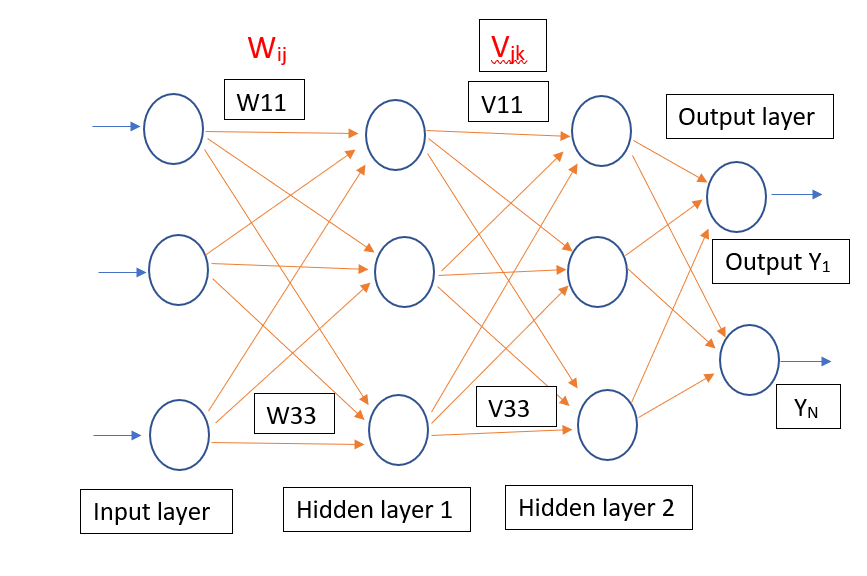 Wij
Vjk
W11
V11
Output layer
Output Y1
W33
V33
YN
Input layer
Hidden layer 1
Hidden layer 2